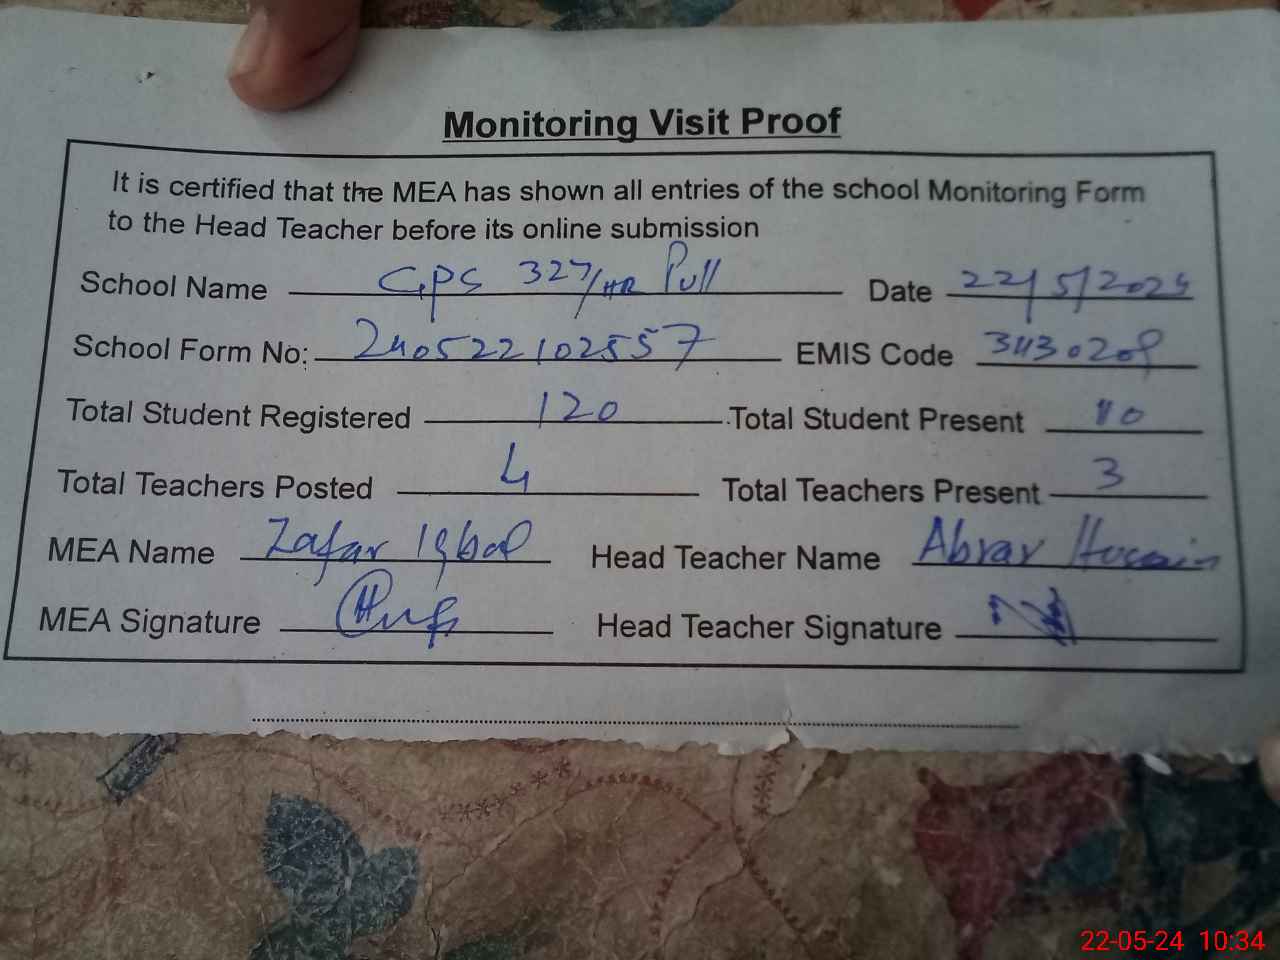 Monitoring Visit Proof
It is certified that the MEA has shown all entries of the school Monitoring Form
to the Head Teacher before its online submission
School Name GPS 327/HR Pull Date 22/5/2024
School Form No: 240522102557 EMIS Code 3430209
Total Student Registered 120 Total Student Present 110
Total Teachers Posted 4 Total Teachers Present 3
MEA Name Zafar Iqbal Head Teacher Name Abrar Hussain
MEA Signature Head Teacher Signature
22-05-24 10:34